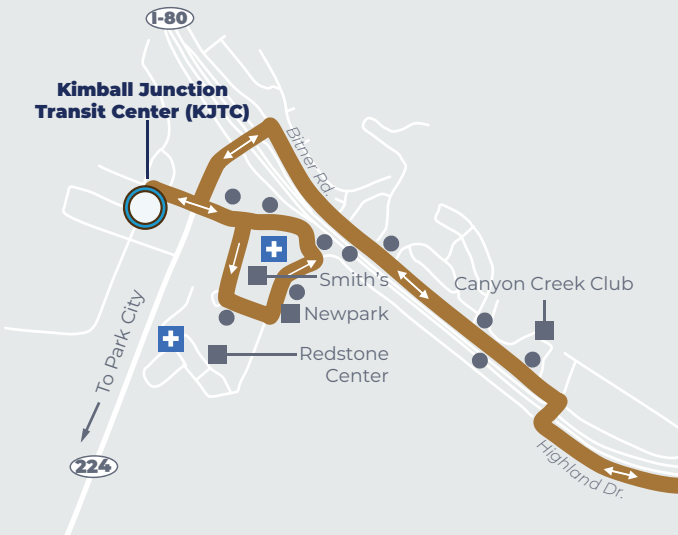 I-80
Kimball Junction
Transit Center (KJTC)
Bitner Rd.
Smith's
Canyon Creek Club
Newpark
To Park City
Redstone
Center
224
Highland Dr.